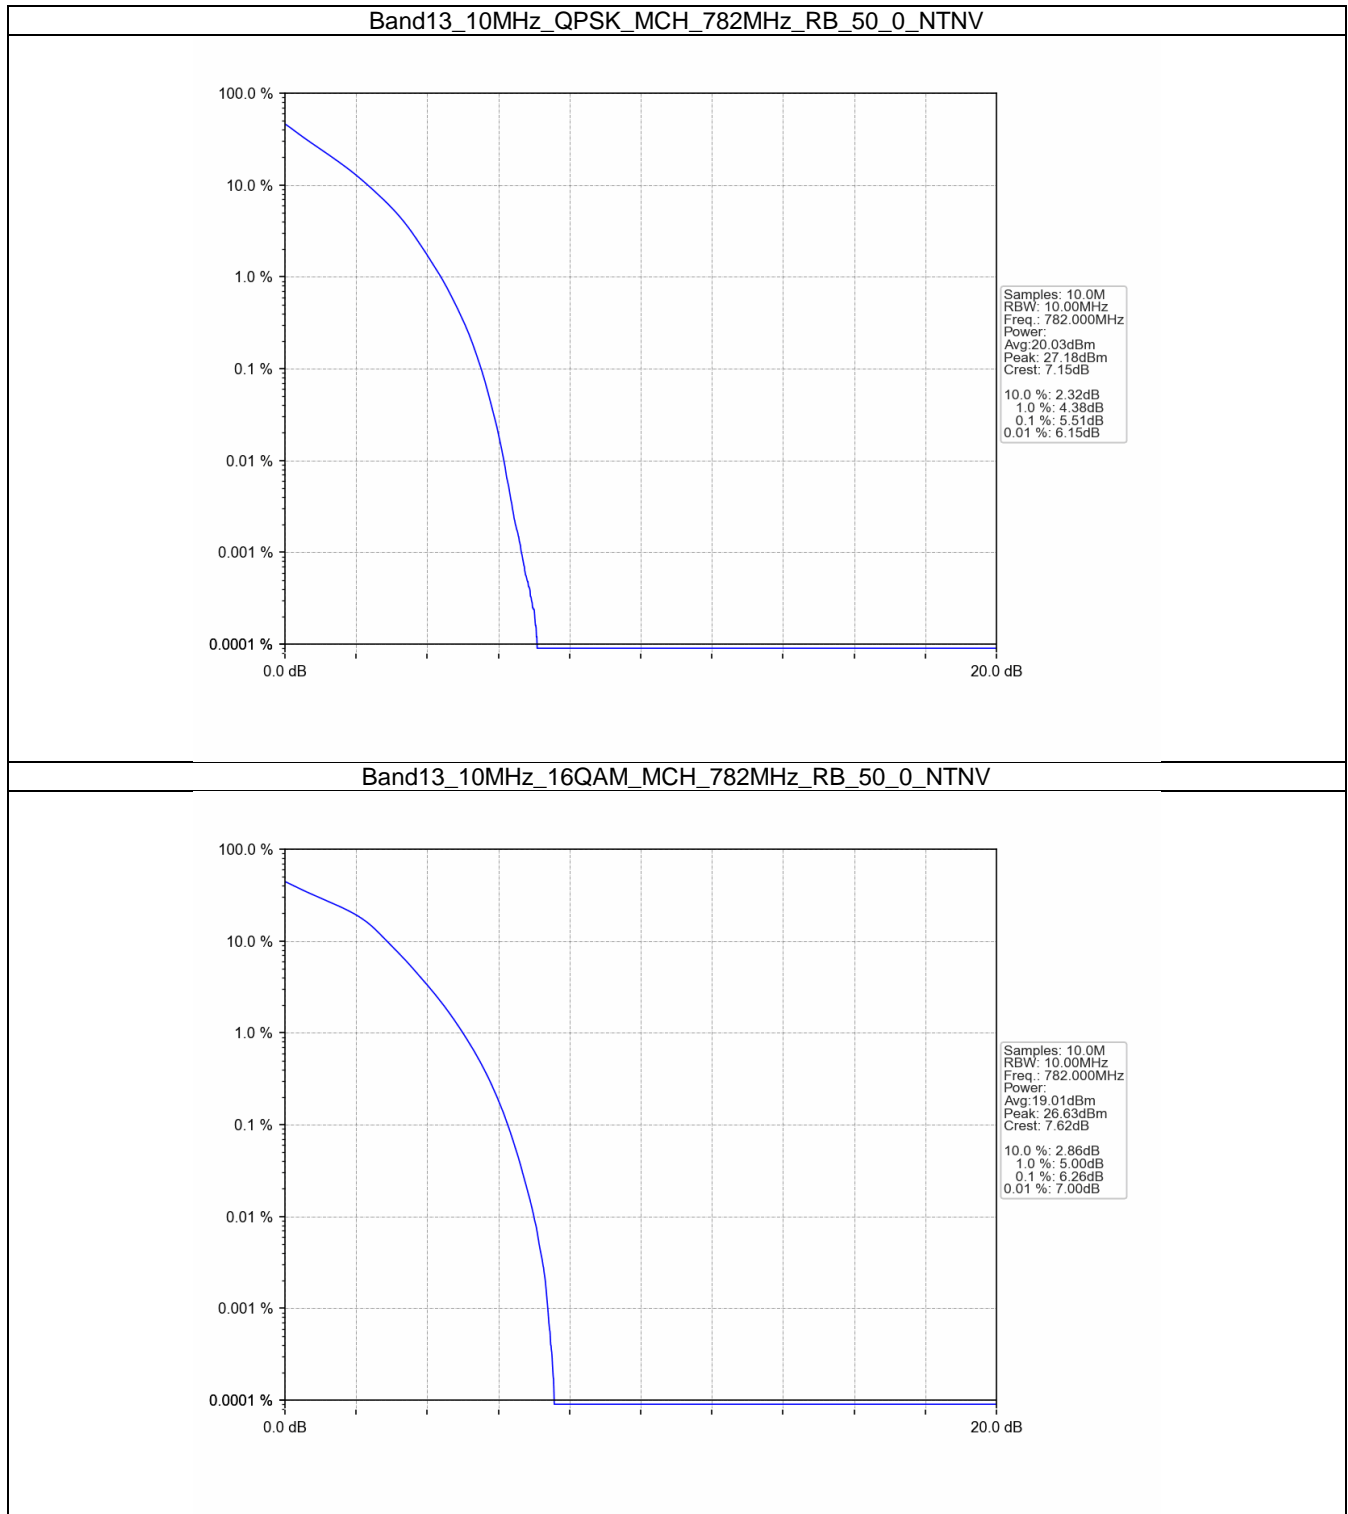 Band13_10MHz_QPSK_MCH_782MHz_RB_50_0_NTNV
100.0 %
10.0 %
1.0 %
0.1 %
0.01 %
0.001 %
0.0001 %
0.0 dB
20.0 dB
Samples: 10.0M
RBW: 10.00MHz
Freq.: 782.000MHz
Power:
Avg:20.03dBm
Peak: 27.18dBm
Crest: 7.15dB
10.0 %: 2.32dB
1.0 %: 4.38dB
0.1 %: 5.51dB
0.01 %: 6.15dB
Band13_10MHz_16QAM_MCH_782MHz_RB_50_0_NTNV
100.0 %
10.0 %
1.0 %
0.1 %
0.01 %
0.001 %
0.0001 %
0.0 dB
20.0 dB
Samples: 10.0M
RBW: 10.00MHz
Freq.: 782.000MHz
Power:
Avg:19.01dBm
Peak: 26.63dBm
Crest: 7.62dB
10.0 %: 2.86dB
1.0 %: 5.00dB
0.1 %: 6.26dB
0.01 %: 7.00dB